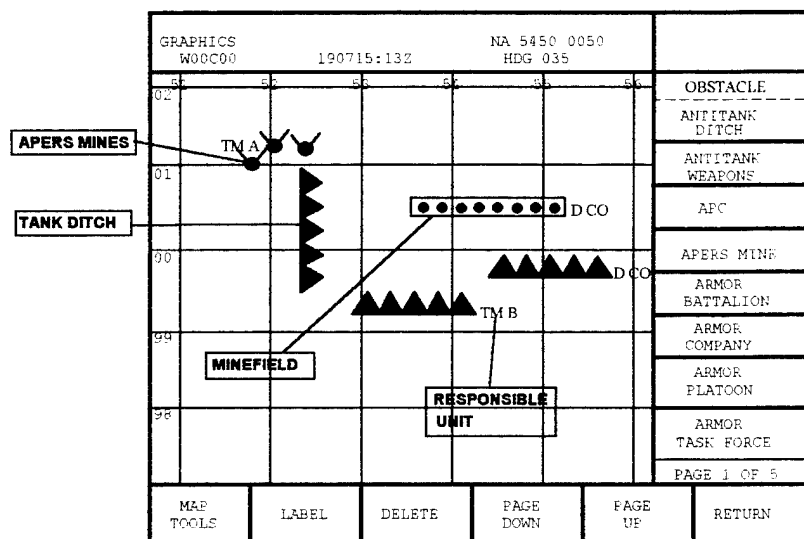 GRAPHICS NA 5450 0050
W00C00 190715:13Z HDG 035
51 52 53 54 55 56
02
OBSTACLE
ANTITANK
DITCH
APERS MINES
TM A
01
ANTITANK
WEAPONS
TANK DITCH
D CO
APC
00
APERS MINE
D CO
ARMOR
BATTALION
TM B
99
ARMOR
COMPANY
MINEFIELD
ARMOR
PLATOON
RESPONSIBLE
UNIT
98
ARMOR
TASK FORCE
PAGE 1 OF 5
MAP
TOOLS
LABEL
DELETE
PAGE
DOWN
PAGE
UP
RETURN